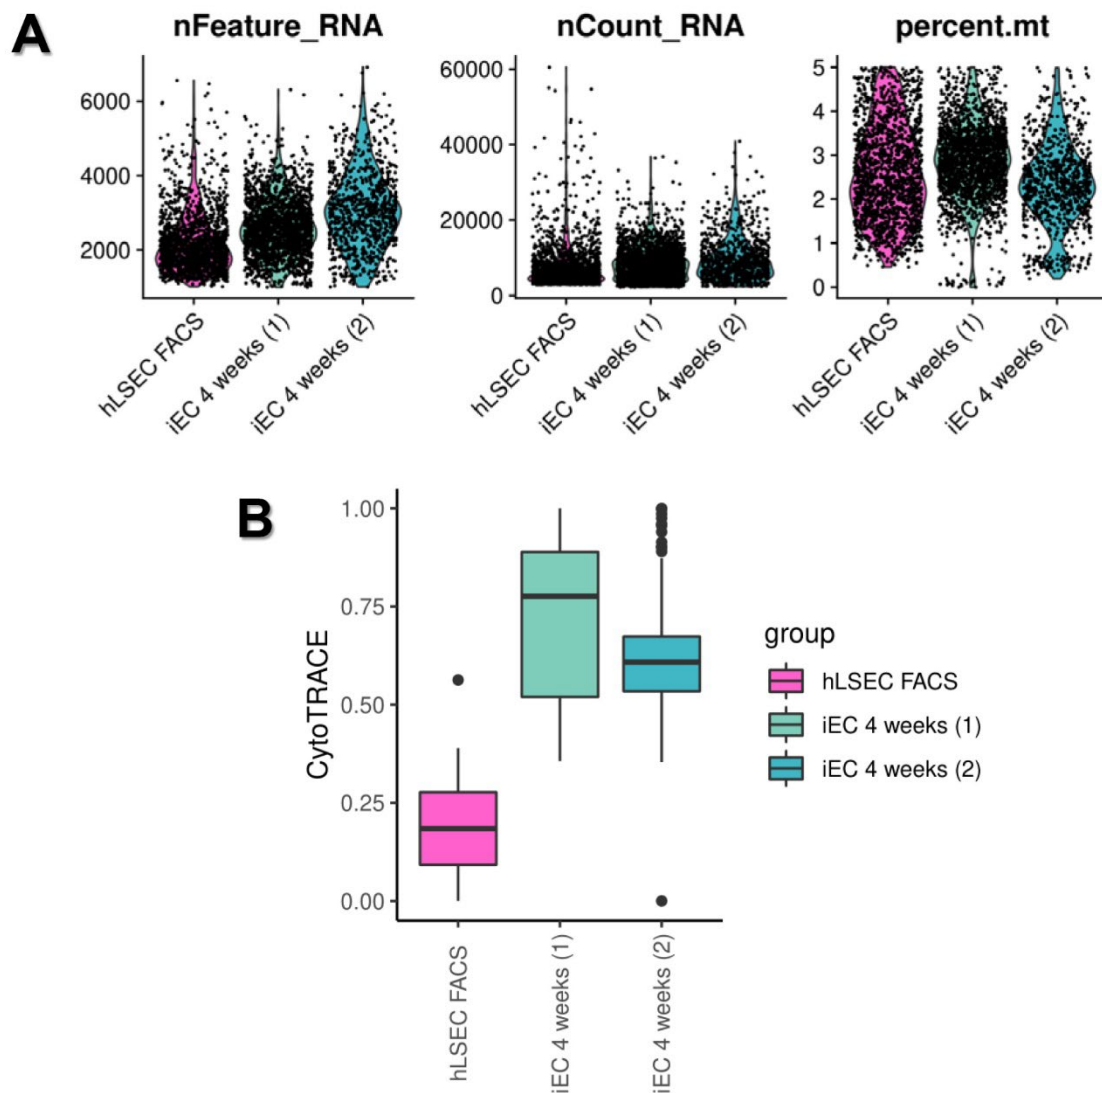 A
nFeature_RNA
6000
4000
2000
hLSEC FACS
iEC 4 weeks (1)
iEC 4 weeks (2)
nCount_RNA
60000
40000
20000
0
hLSEC FACS
iEC 4 weeks (1)
iEC 4 weeks (2)
percent.mt
5
4
3
2
1
0
hLSEC FACS
iEC 4 weeks (1)
iEC 4 weeks (2)
B
CytoTRACE
1.00
0.75
0.50
0.25
0.00
hLSEC FACS
iEC 4 weeks (1)
iEC 4 weeks (2)
group
hLSEC FACS
iEC 4 weeks (1)
iEC 4 weeks (2)